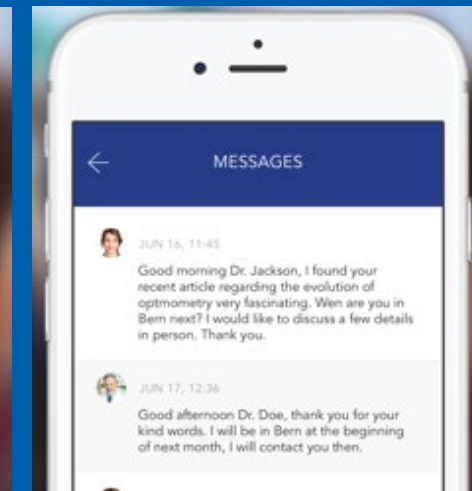 MESSAGES
JUN 16, 11:45
Good morning Dr. Jackson, I found your
recent article regarding the evolution of
optmometry very fascinating. Wen are you in
Bern next? I would like to discuss a few details
in person. Thank you.
JUN 17, 12:36
Good afternoon Dr. Doe, thank you for your
kind words. I will be in Bern at the beginning
of next month, I will contact you then.